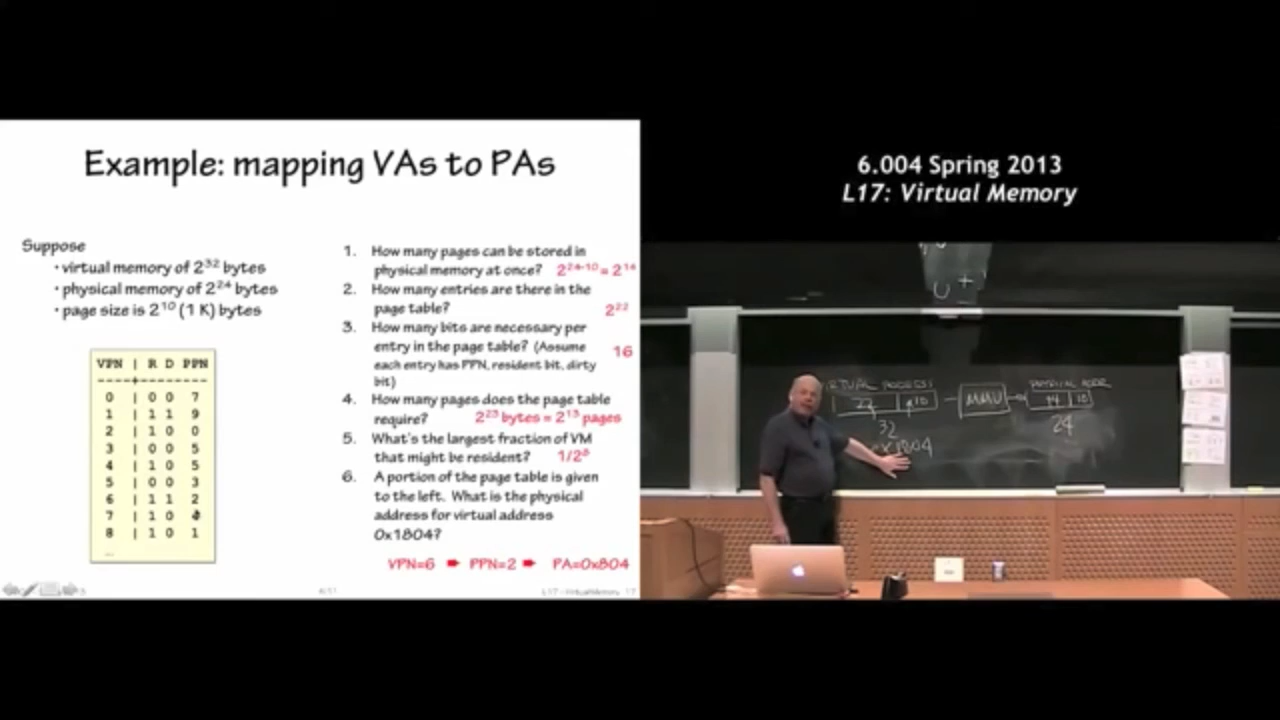 Example: mapping VAs to PAs
Suppose
• virtual memory of 2³² bytes
• physical memory of 2²⁴ bytes
• page size is 2¹⁰ (1 K) bytes
VPN | R D PPN
----+--------
0 | 0 0 7
1 | 1 1 9
2 | 1 0 0
3 | 0 0 5
4 | 1 0 5
5 | 0 0 3
6 | 1 1 2
7 | 1 0 4
8 | 1 0 1
...
1. How many pages can be stored in
physical memory at once? 2²⁴⁻¹⁰ = 2¹⁴
2. How many entries are there in the
page table? 2²²
3. How many bits are necessary per
entry in the page table? (Assume 16
each entry has PPN, resident bit, dirty
bit)
4. How many pages does the page table
require? 2²³ bytes = 2¹³ pages
5. What's the largest fraction of VM
that might be resident? 1/2⁸
6. A portion of the page table is given
to the left. What is the physical
address for virtual address
0x1804?
VPN=6 ➨ PPN=2 ➨ PA=0x804
L17 - Virtual Memory 17
6.004 Spring 2013
L17: Virtual Memory
MMU
22 10
14 10
32
24
x1804